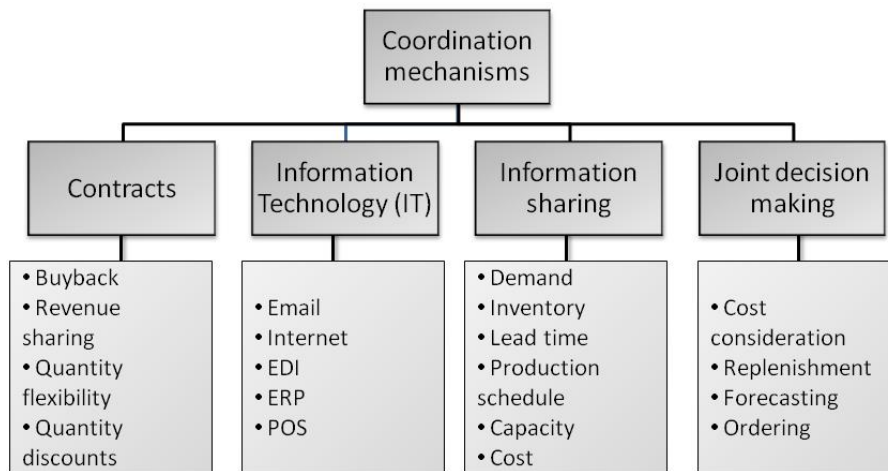 Coordination
mechanisms
Contracts
Information
Technology (IT)
Information
sharing
Joint decision
making
• Buyback
• Revenue
sharing
• Quantity
flexibility
• Quantity
discounts
• Email
• Internet
• EDI
• ERP
• POS
• Demand
• Inventory
• Lead time
• Production
schedule
• Capacity
• Cost
• Cost
consideration
• Replenishment
• Forecasting
• Ordering